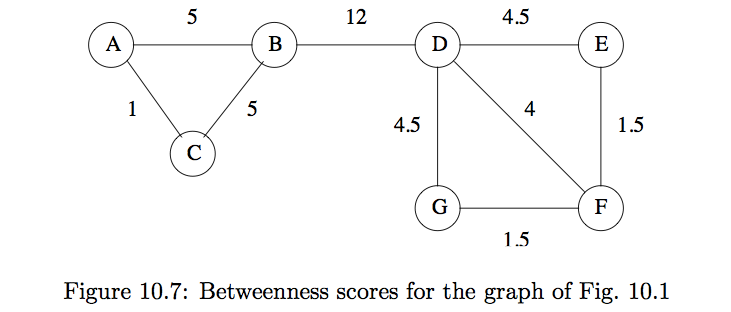 5
12
4.5
A
B
D
E
1
5
4.5
4
1.5
C
G
F
1.5
Figure 10.7: Betweenness scores for the graph of Fig. 10.1